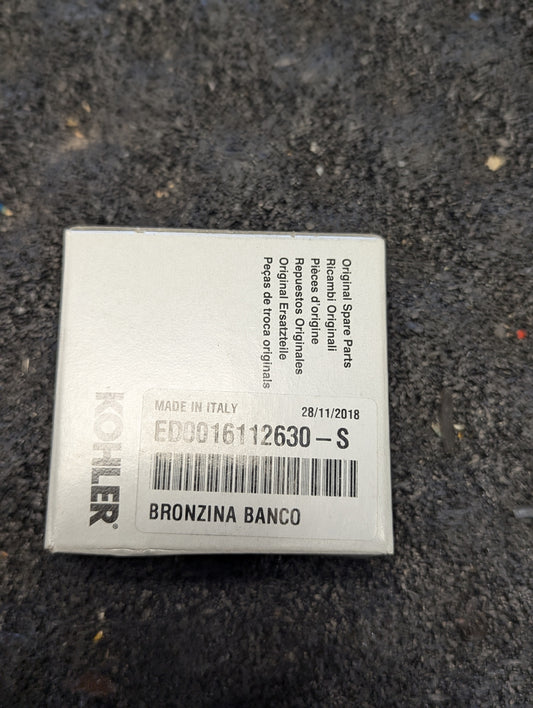 Original Spare Parts
Ricambi Originali
Pièces d'origine
Repuestos Originales
Original Ersatzteile
Peças de troca originals
KOHLER®
MADE IN ITALY
28/11/2018
ED0016112630-S
BRONZINA BANCO